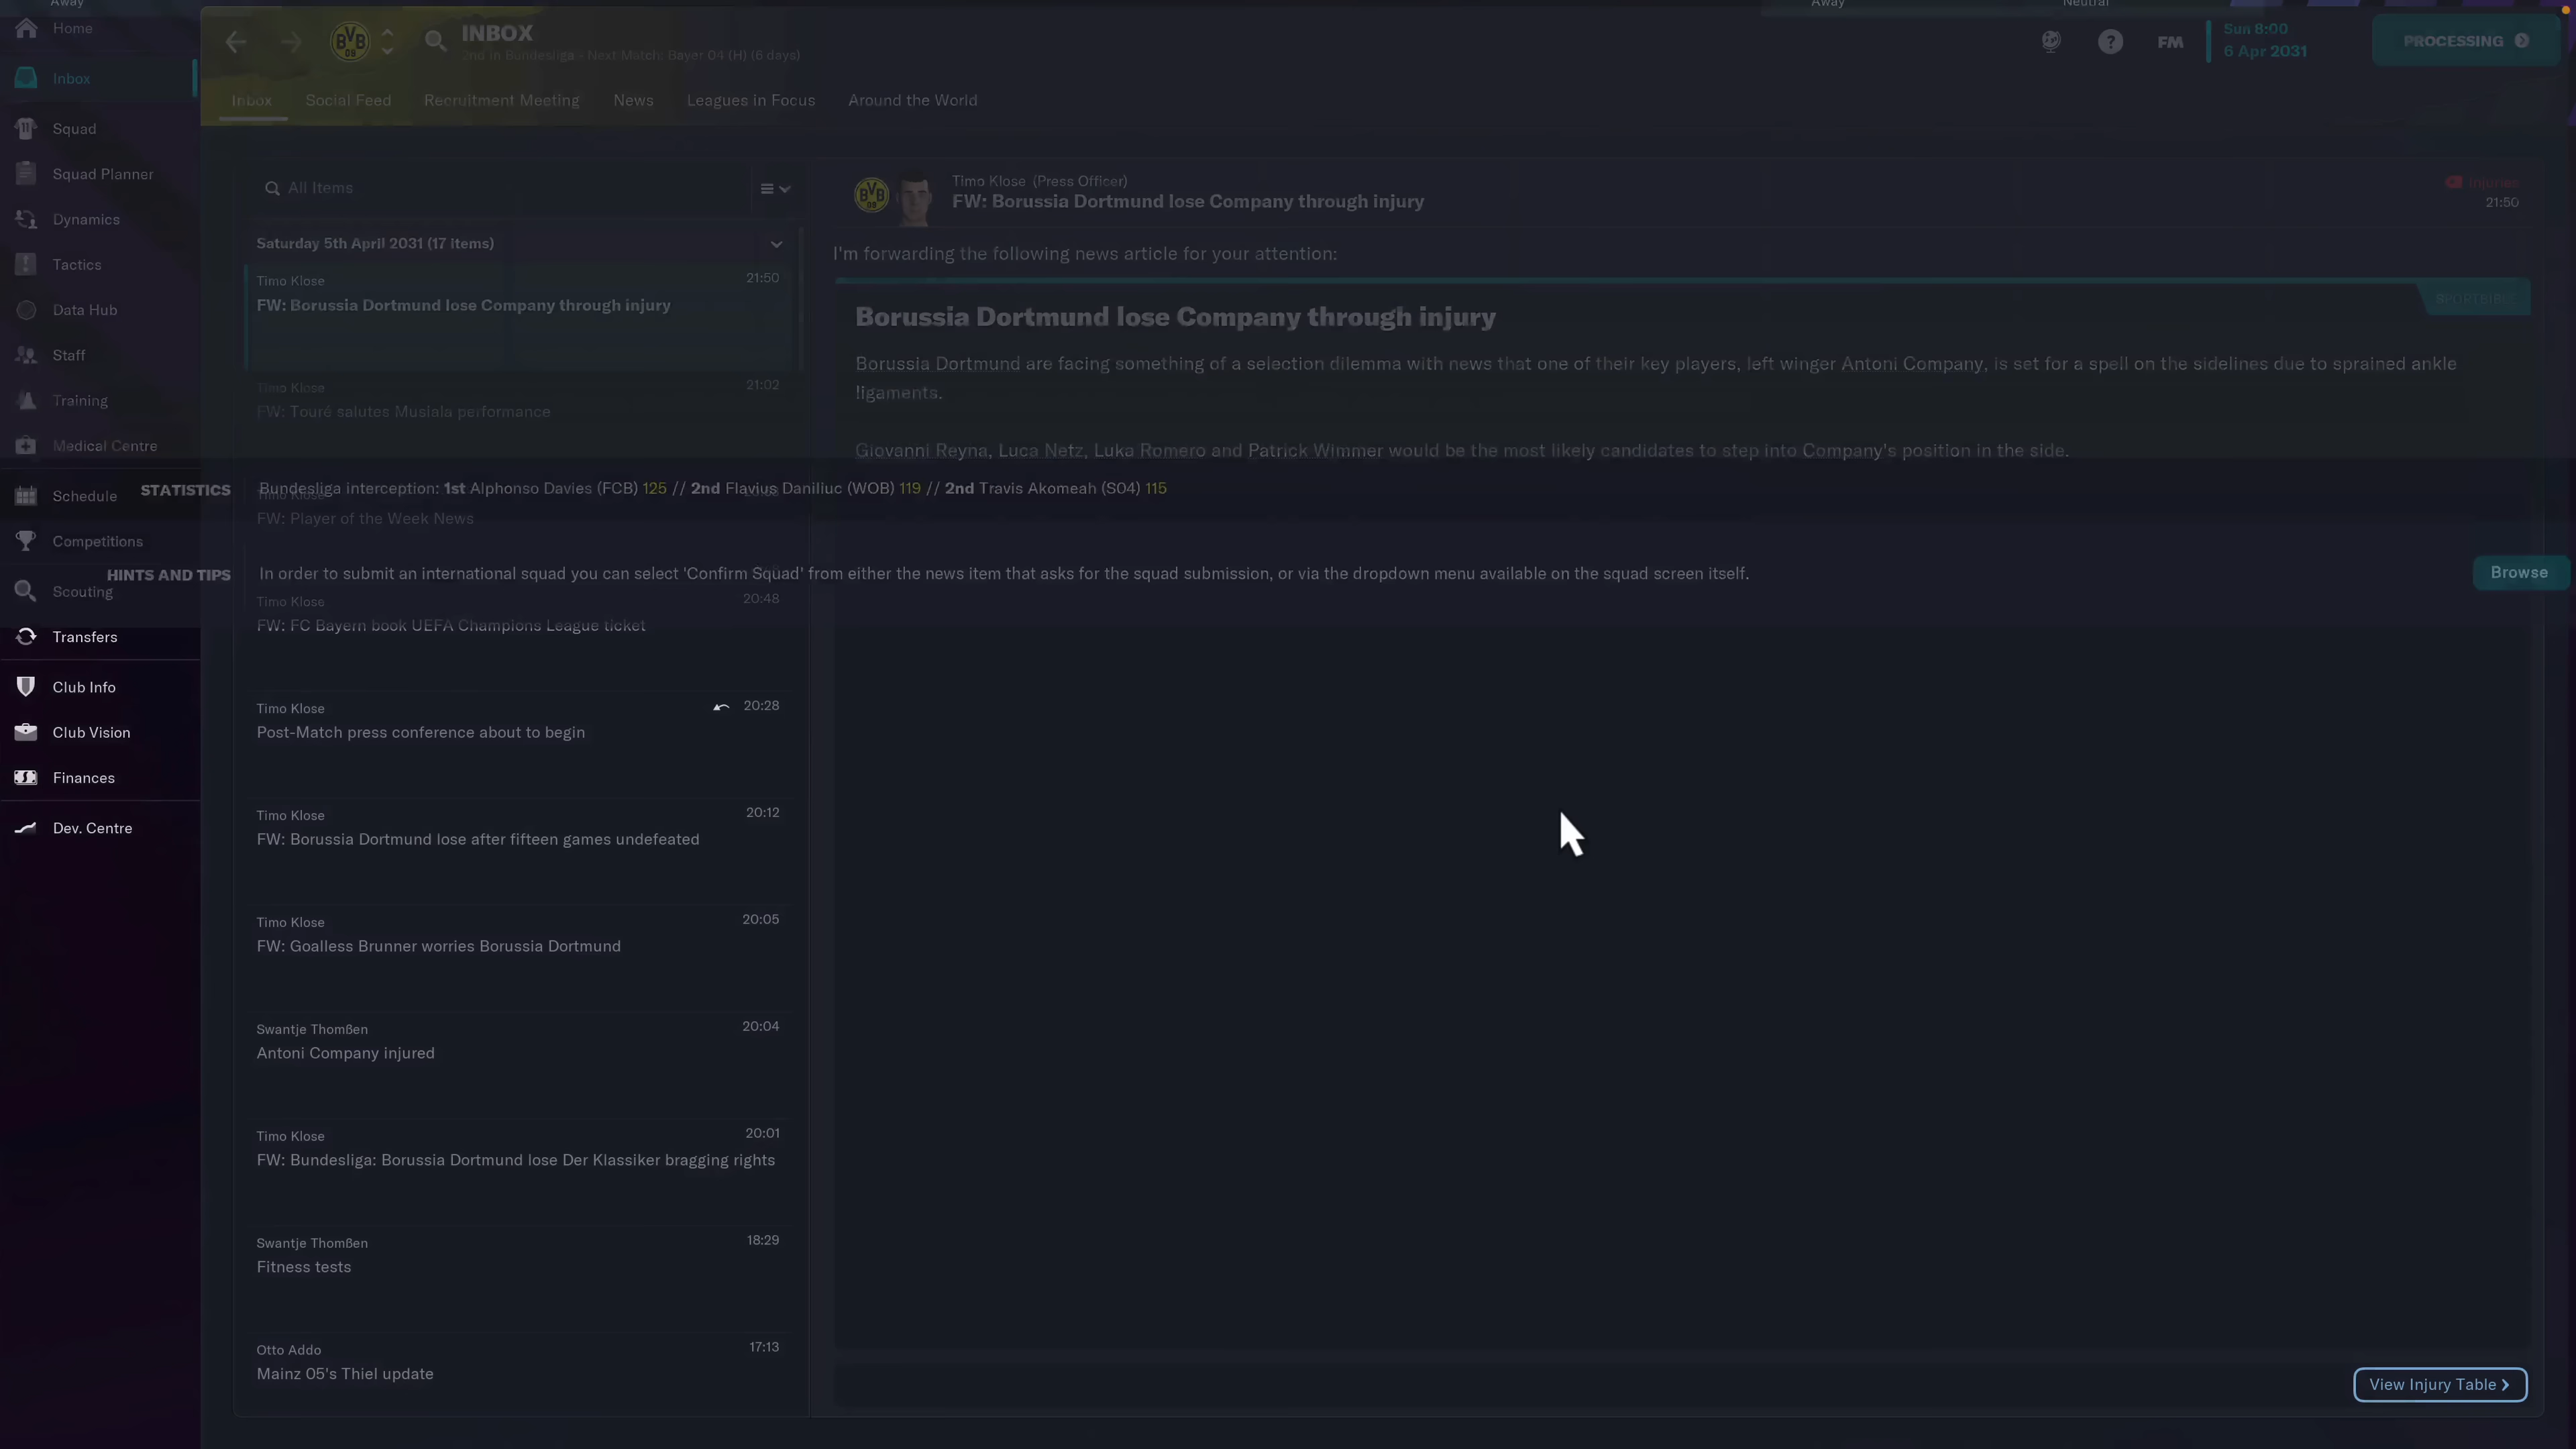 Away
Away
Neutral
Home
Inbox
Squad
Squad Planner
Dynamics
Tactics
Data Hub
Staff
Training
Medical Centre
Schedule
Competitions
Scouting
Transfers
Club Info
Club Vision
Finances
Dev. Centre
BVB
09
INBOX
2nd in Bundesliga - Next Match: Bayer 04 (H) (6 days)
FM
Sun 8:00
6 Apr 2031
PROCESSING
Inbox
Social Feed
Recruitment Meeting
News
Leagues in Focus
Around the World
All Items
Saturday 5th April 2031 (17 items)
Timo Klose
21:50
FW: Borussia Dortmund lose Company through injury
Timo Klose
21:02
FW: Touré salutes Musiala performance
Timo Klose
FW: Player of the Week News
Timo Klose
20:48
FW: FC Bayern book UEFA Champions League ticket
Timo Klose
20:28
Post-Match press conference about to begin
Timo Klose
20:12
FW: Borussia Dortmund lose after fifteen games undefeated
Timo Klose
20:05
FW: Goalless Brunner worries Borussia Dortmund
Swantje Thomßen
20:04
Antoni Company injured
Timo Klose
20:01
FW: Bundesliga: Borussia Dortmund lose Der Klassiker bragging rights
Swantje Thomßen
18:29
Fitness tests
Otto Addo
17:13
Mainz 05's Thiel update
BVB
09
Timo Klose (Press Officer)
FW: Borussia Dortmund lose Company through injury
Injuries
21:50
I'm forwarding the following news article for your attention:
SPORTBIBLE
Borussia Dortmund lose Company through injury
Borussia Dortmund are facing something of a selection dilemma with news that one of their key players, left winger Antoni Company, is set for a spell on the sidelines due to sprained ankle
ligaments.
Giovanni Reyna, Luca Netz, Luka Romero and Patrick Wimmer would be the most likely candidates to step into Company's position in the side.
STATISTICS
Bundesliga interception: 1st Alphonso Davies (FCB) 125 // 2nd Flavius Daniliuc (WOB) 119 // 2nd Travis Akomeah (S04) 115
HINTS AND TIPS
In order to submit an international squad you can select 'Confirm Squad' from either the news item that asks for the squad submission, or via the dropdown menu available on the squad screen itself.
Browse
View Injury Table